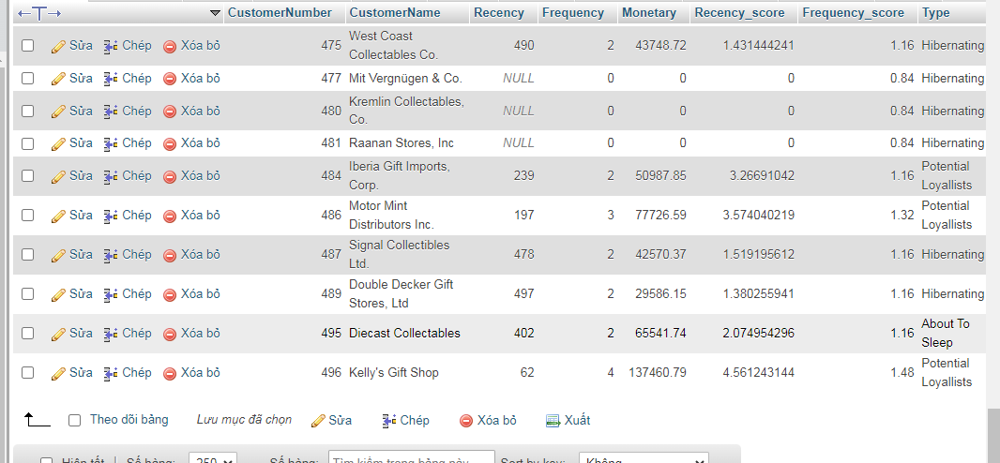 CustomerNumber CustomerName Recency Frequency Monetary Recency_score Frequency_score Type
Sửa Chép Xóa bỏ 475 West Coast Collectables Co. 490 2 43748.72 1.431444241 1.16 Hibernating
Sửa Chép Xóa bỏ 477 Mit Vergnügen & Co. NULL 0 0 0 0.84 Hibernating
Sửa Chép Xóa bỏ 480 Kremlin Collectables, Co. NULL 0 0 0 0.84 Hibernating
Sửa Chép Xóa bỏ 481 Raanan Stores, Inc NULL 0 0 0 0.84 Hibernating
Sửa Chép Xóa bỏ 484 Iberia Gift Imports, Corp. 239 2 50987.85 3.26691042 1.16 Potential Loyallists
Sửa Chép Xóa bỏ 486 Motor Mint Distributors Inc. 197 3 77726.59 3.574040219 1.32 Potential Loyallists
Sửa Chép Xóa bỏ 487 Signal Collectibles Ltd. 478 2 42570.37 1.519195612 1.16 Hibernating
Sửa Chép Xóa bỏ 489 Double Decker Gift Stores, Ltd 497 2 29586.15 1.380255941 1.16 Hibernating
Sửa Chép Xóa bỏ 495 Diecast Collectables 402 2 65541.74 2.074954296 1.16 About To Sleep
Sửa Chép Xóa bỏ 496 Kelly's Gift Shop 62 4 137460.79 4.561243144 1.48 Potential Loyallists
Theo dõi bảng Lưu mục đã chọn Sửa Chép Xóa bỏ Xuất
Hiện tất Số hàng: 250 Số hàng: Tìm kiếm trong bảng này Sort by key: Không